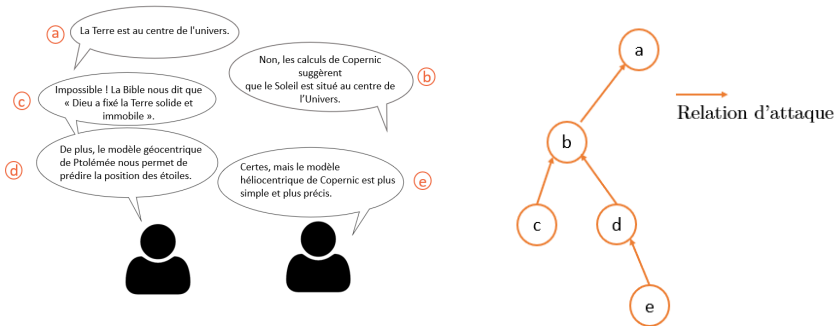 a
La Terre est au centre de l'univers.
Non, les calculs de Copernic
suggèrent
que le Soleil est situé au centre de
l'Univers.
b
c
Impossible ! La Bible nous dit que
« Dieu a fixé la Terre solide et
immobile ».
d
De plus, le modèle géocentrique
de Ptolémée nous permet de
prédire la position des étoiles.
Certes, mais le modèle
héliocentrique de Copernic est plus
simple et plus précis.
e
a
Relation d'attaque
b
c
d
e